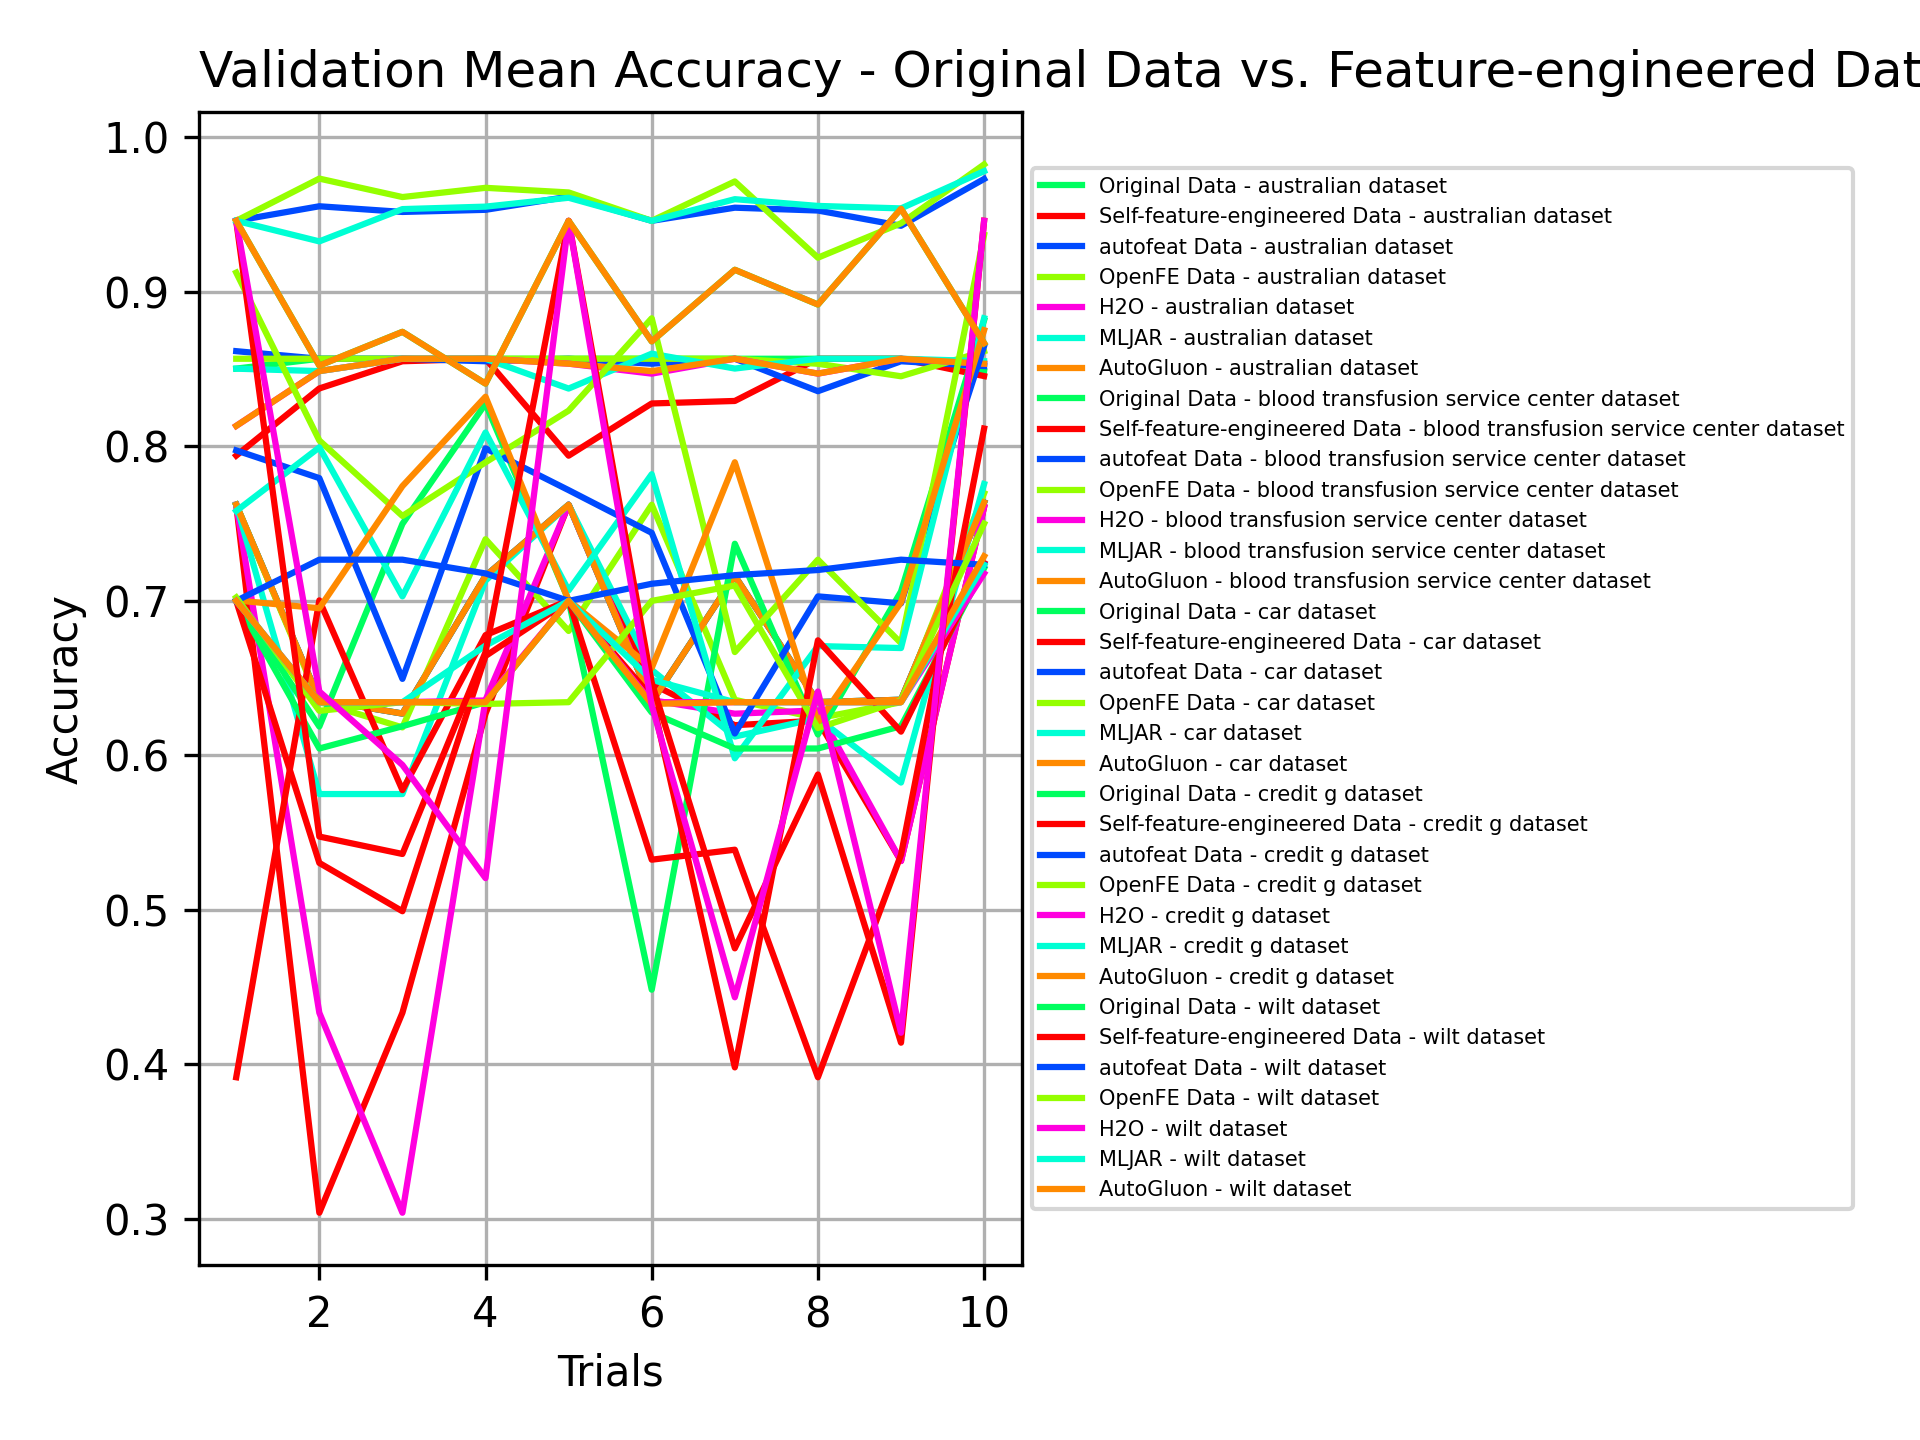 Validation Mean Accuracy - Original Data vs. Feature-engineered Dat
1.0
0.9
0.8
0.7
0.6
0.5
0.4
0.3
Accuracy
2 4 6 8 10
Trials
Original Data - australian dataset
Self-feature-engineered Data - australian dataset
autofeat Data - australian dataset
OpenFE Data - australian dataset
H2O - australian dataset
MLJAR - australian dataset
AutoGluon - australian dataset
Original Data - blood transfusion service center dataset
Self-feature-engineered Data - blood transfusion service center dataset
autofeat Data - blood transfusion service center dataset
OpenFE Data - blood transfusion service center dataset
H2O - blood transfusion service center dataset
MLJAR - blood transfusion service center dataset
AutoGluon - blood transfusion service center dataset
Original Data - car dataset
Self-feature-engineered Data - car dataset
autofeat Data - car dataset
OpenFE Data - car dataset
MLJAR - car dataset
AutoGluon - car dataset
Original Data - credit g dataset
Self-feature-engineered Data - credit g dataset
autofeat Data - credit g dataset
OpenFE Data - credit g dataset
H2O - credit g dataset
MLJAR - credit g dataset
AutoGluon - credit g dataset
Original Data - wilt dataset
Self-feature-engineered Data - wilt dataset
autofeat Data - wilt dataset
OpenFE Data - wilt dataset
H2O - wilt dataset
MLJAR - wilt dataset
AutoGluon - wilt dataset